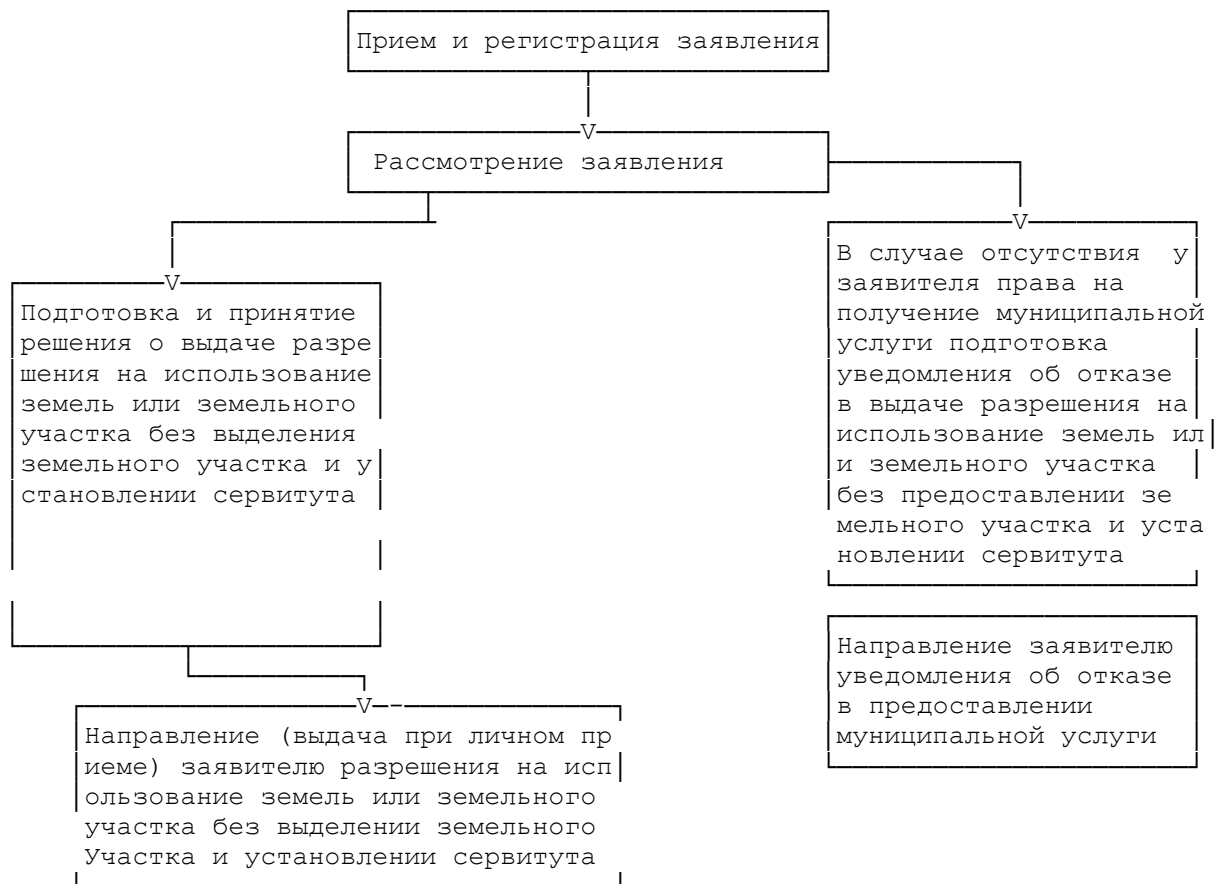 Прием и регистрация заявления
V
Рассмотрение заявления
V
Подготовка и принятие
решения о выдаче разре
шения на использование
земель или земельного
участка без выделения
земельного участка и у
становлении сервитута
V
Направление (выдача при личном пр
иеме) заявителю разрешения на исп
ользование земель или земельного
участка без выделении земельного
Участка и установлении сервитута
V
В случае отсутствия у
заявителя права на
получение муниципальной
услуги подготовка
уведомления об отказе
в выдаче разрешения на
использование земель ил
и земельного участка
без предоставлении зе
мельного участка и уста
новлении сервитута
Направление заявителю
уведомления об отказе
в предоставлении
муниципальной услуги